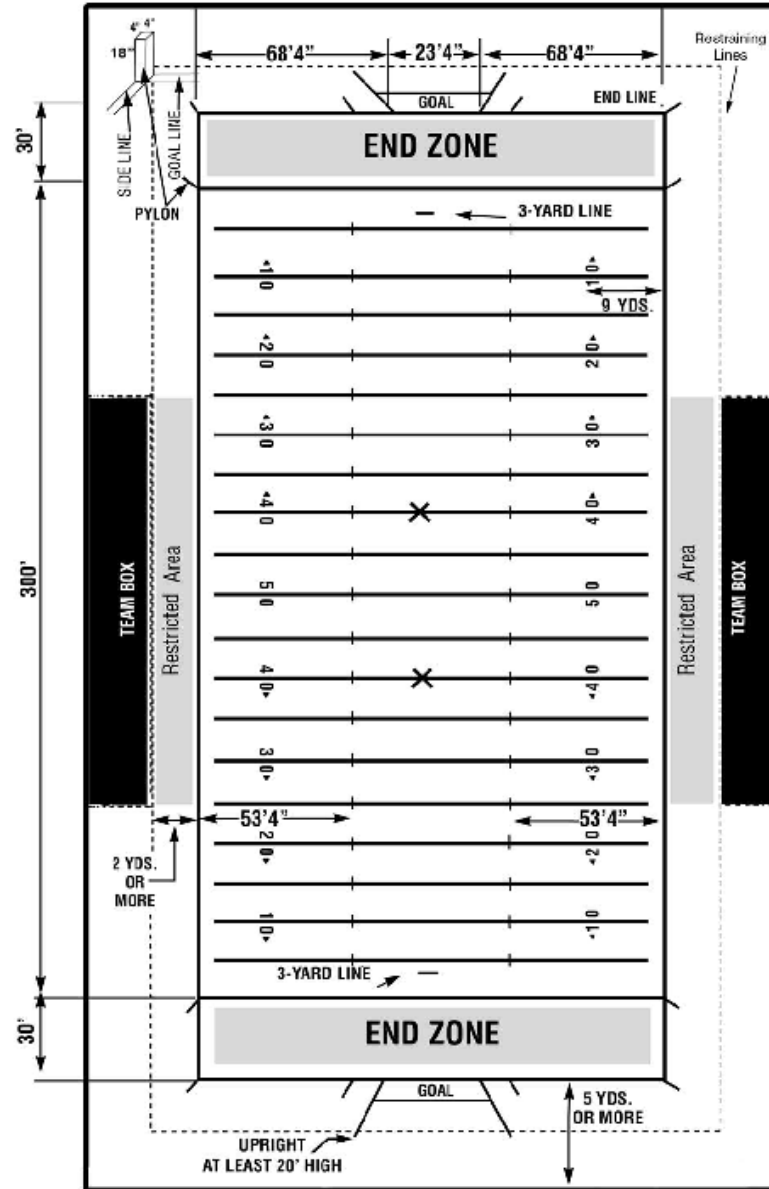 4" 4"
18"
68'4" 23'4" 68'4"
Restraining
Lines
GOAL
END LINE
30'
SIDE LINE
GOAL LINE
END ZONE
PYLON
3-YARD LINE
◂10 10▸
9 YDS.
◂20 20▸
◂30 30▸
◂40 40▸
300'
TEAM BOX
Restricted Area
50 50
Restricted Area
TEAM BOX
40▸ ◂40
30▸ ◂30
53'4" 53'4"
20▸ ◂20
2 YDS.
OR
MORE
10▸ ◂10
3-YARD LINE
30'
END ZONE
GOAL
5 YDS.
OR MORE
UPRIGHT
AT LEAST 20' HIGH